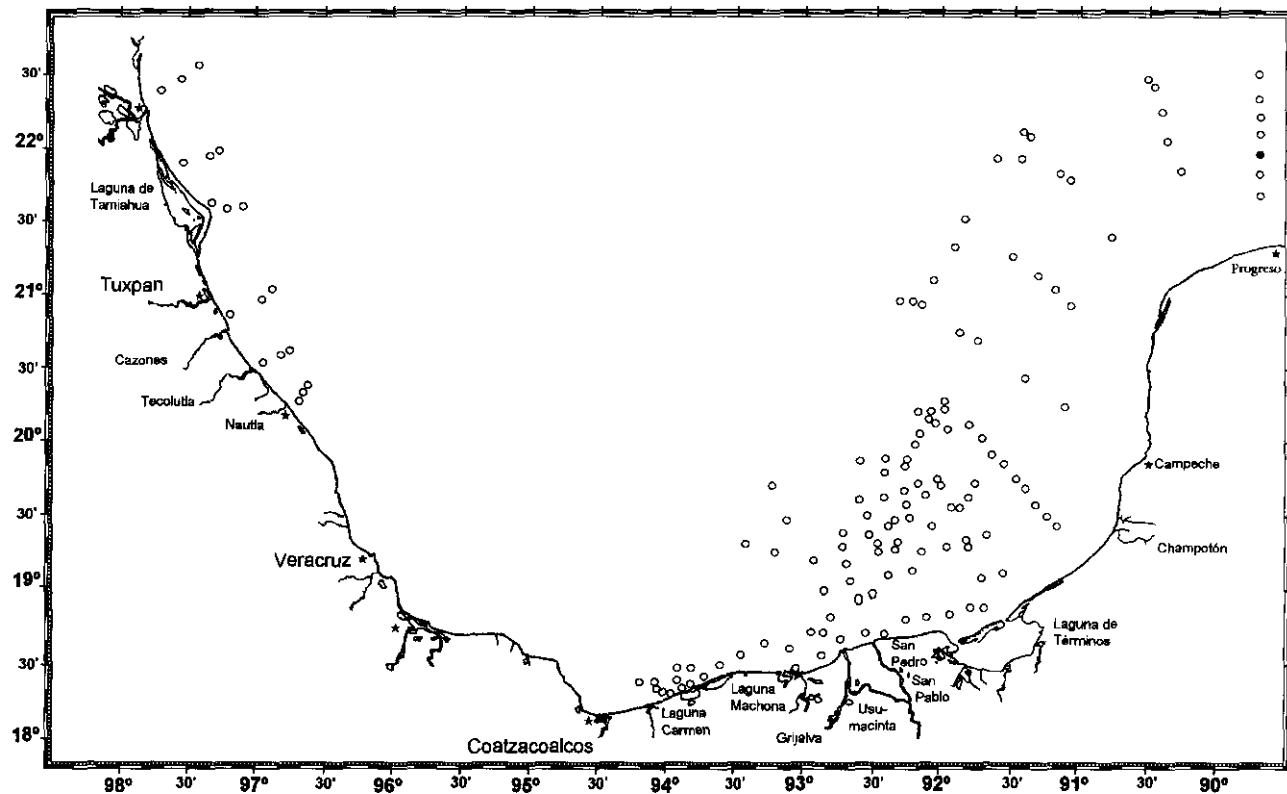 30'
22º
Laguna de
Tamiahua
30'
Tuxpan
21º
Cazones
30'
Tecolutla
Nautla
20º
30'
Veracruz
19º
30'
18º
Progreso
Campeche
Champotón
Laguna de
Términos
San
Pedro
San
Pablo
Laguna
Machona
Laguna
Carmen
Usu-
macinta
Grijalva
Coatzacoalcos
98º 30' 97º 30' 96º 30' 95º 30' 94º 30' 93º 30' 92º 30' 91º 30' 90º